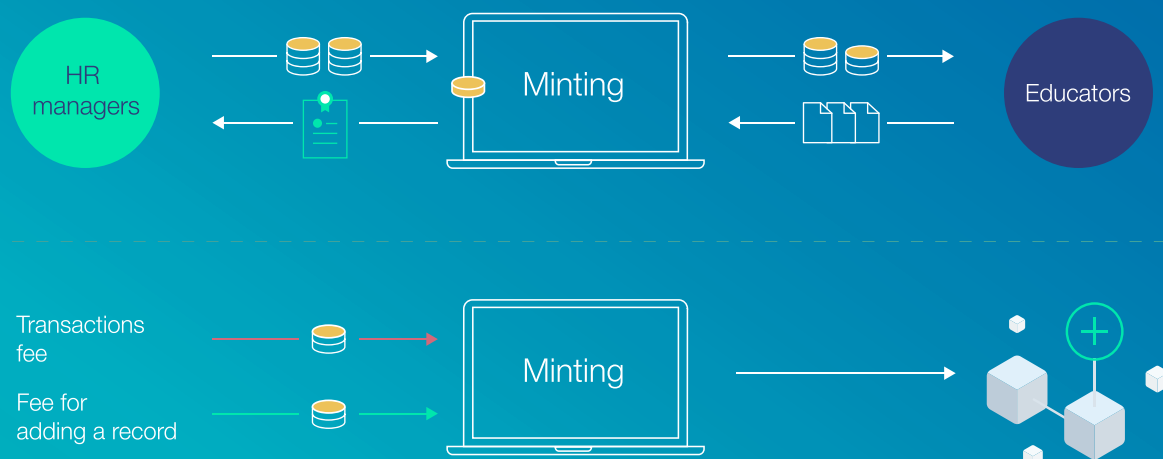 HR
managers
Minting
Educators
Transactions
fee
Fee for
adding a record
Minting